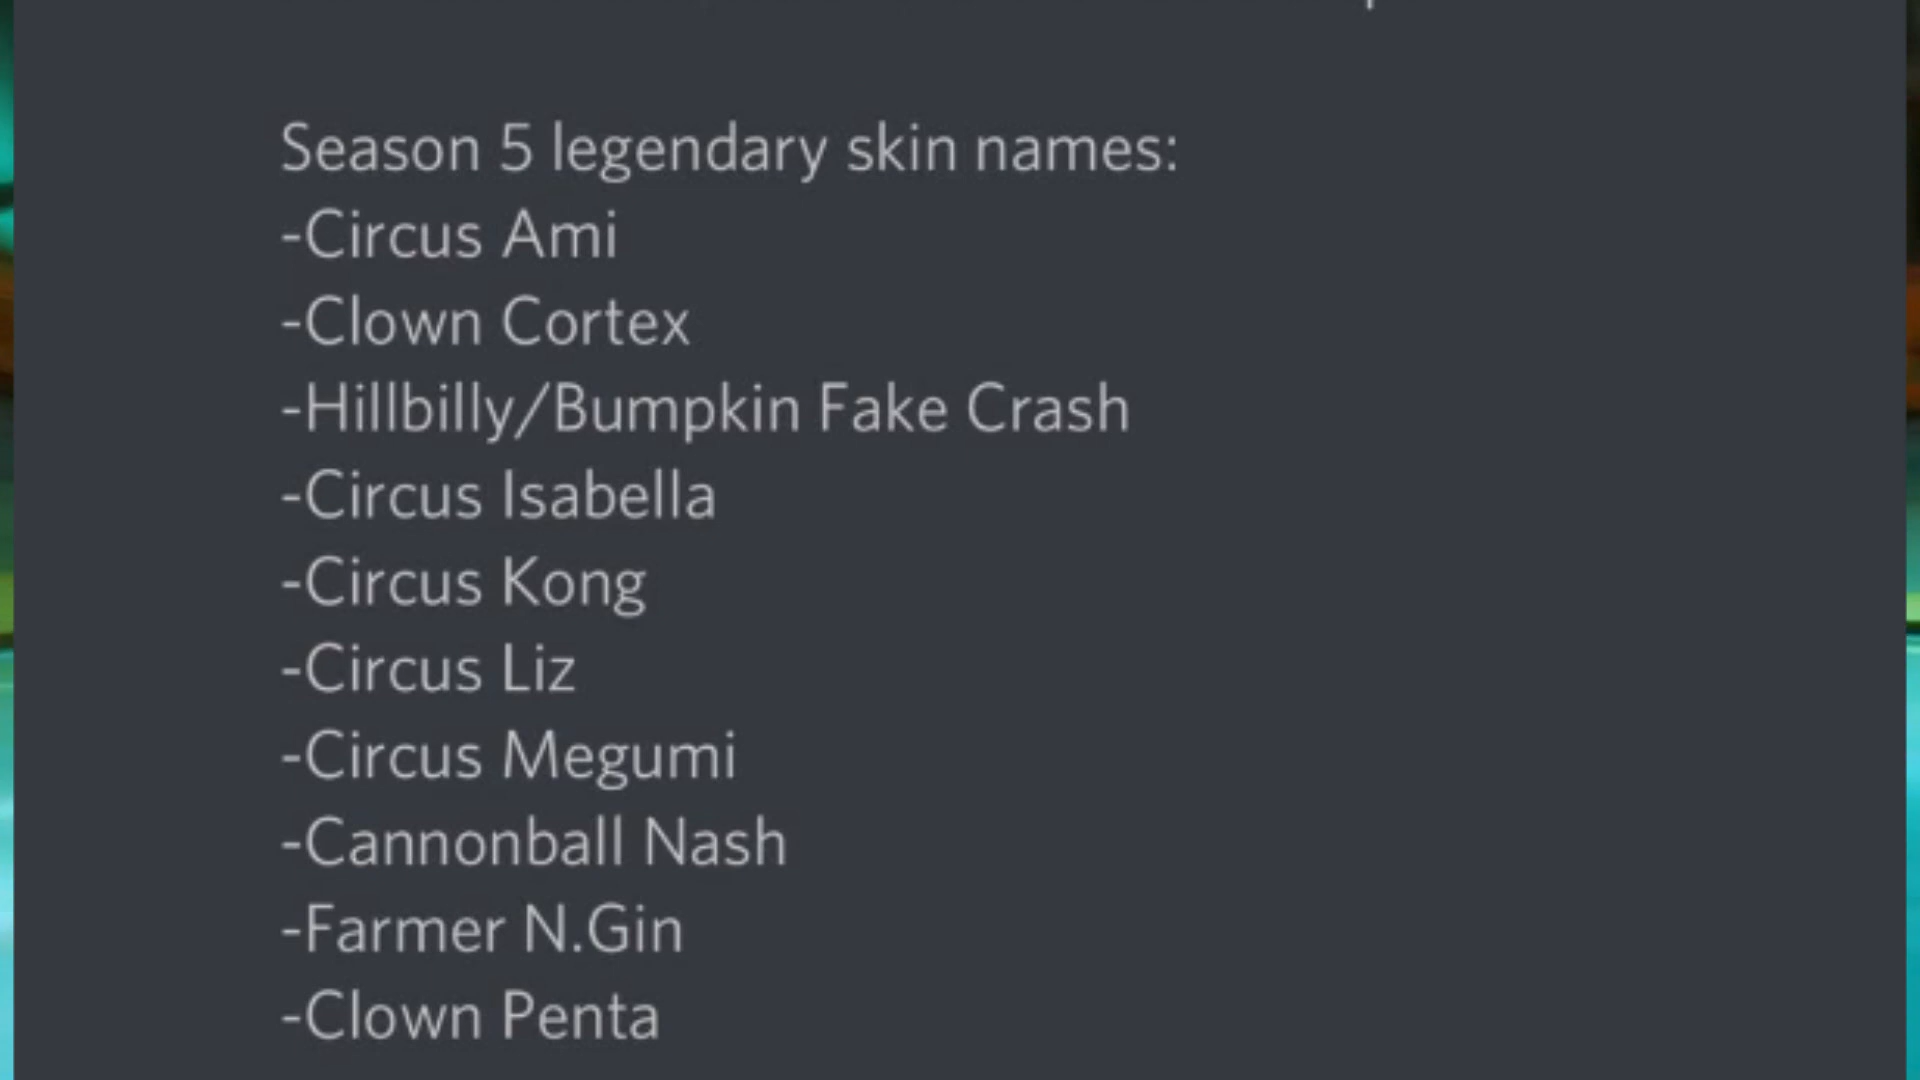 Season 5 legendary skin names:
-Circus Ami
-Clown Cortex
-Hillbilly/Bumpkin Fake Crash
-Circus Isabella
-Circus Kong
-Circus Liz
-Circus Megumi
-Cannonball Nash
-Farmer N.Gin
-Clown Penta